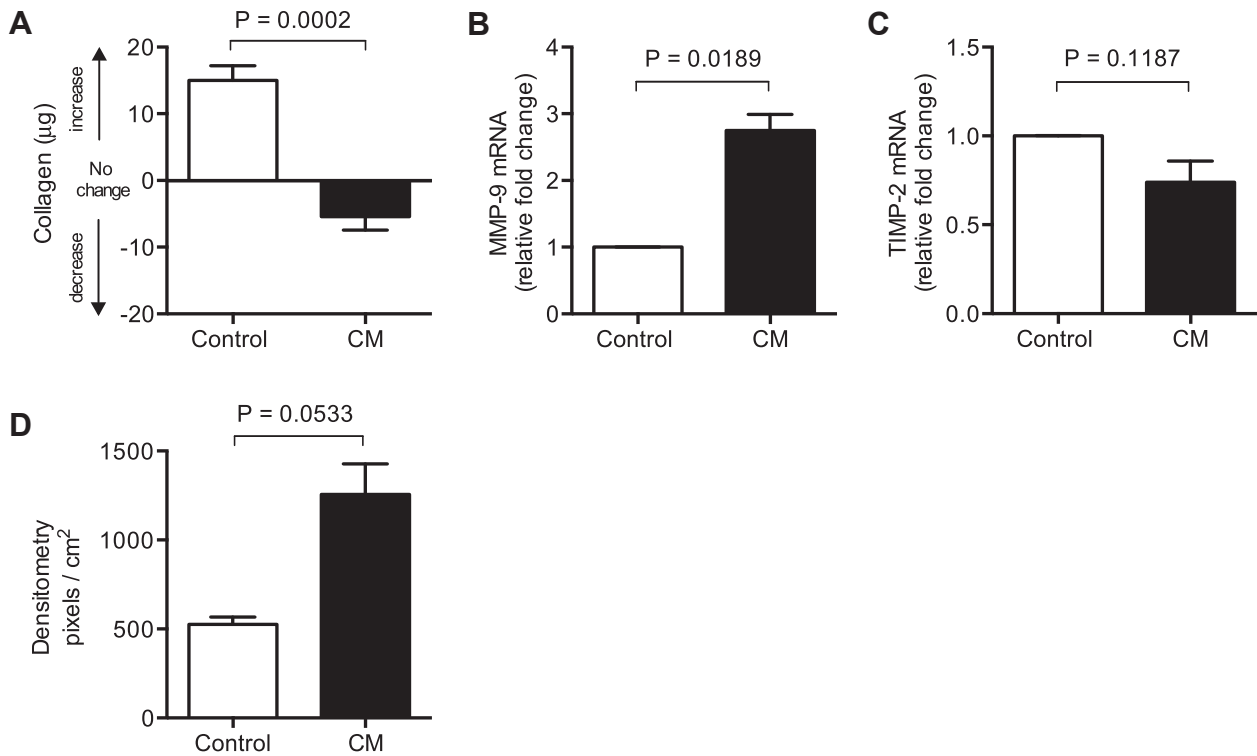 A
P = 0.0002
Collagen (µg)
increase
No
change
decrease
20
10
0
-10
-20
Control
CM
B
P = 0.0189
MMP-9 mRNA
(relative fold change)
4
3
2
1
0
Control
CM
C
P = 0.1187
TIMP-2 mRNA
(relative fold change)
1.5
1.0
0.5
0.0
Control
CM
D
P = 0.0533
Densitometry
pixels / cm²
1500
1000
500
0
Control
CM